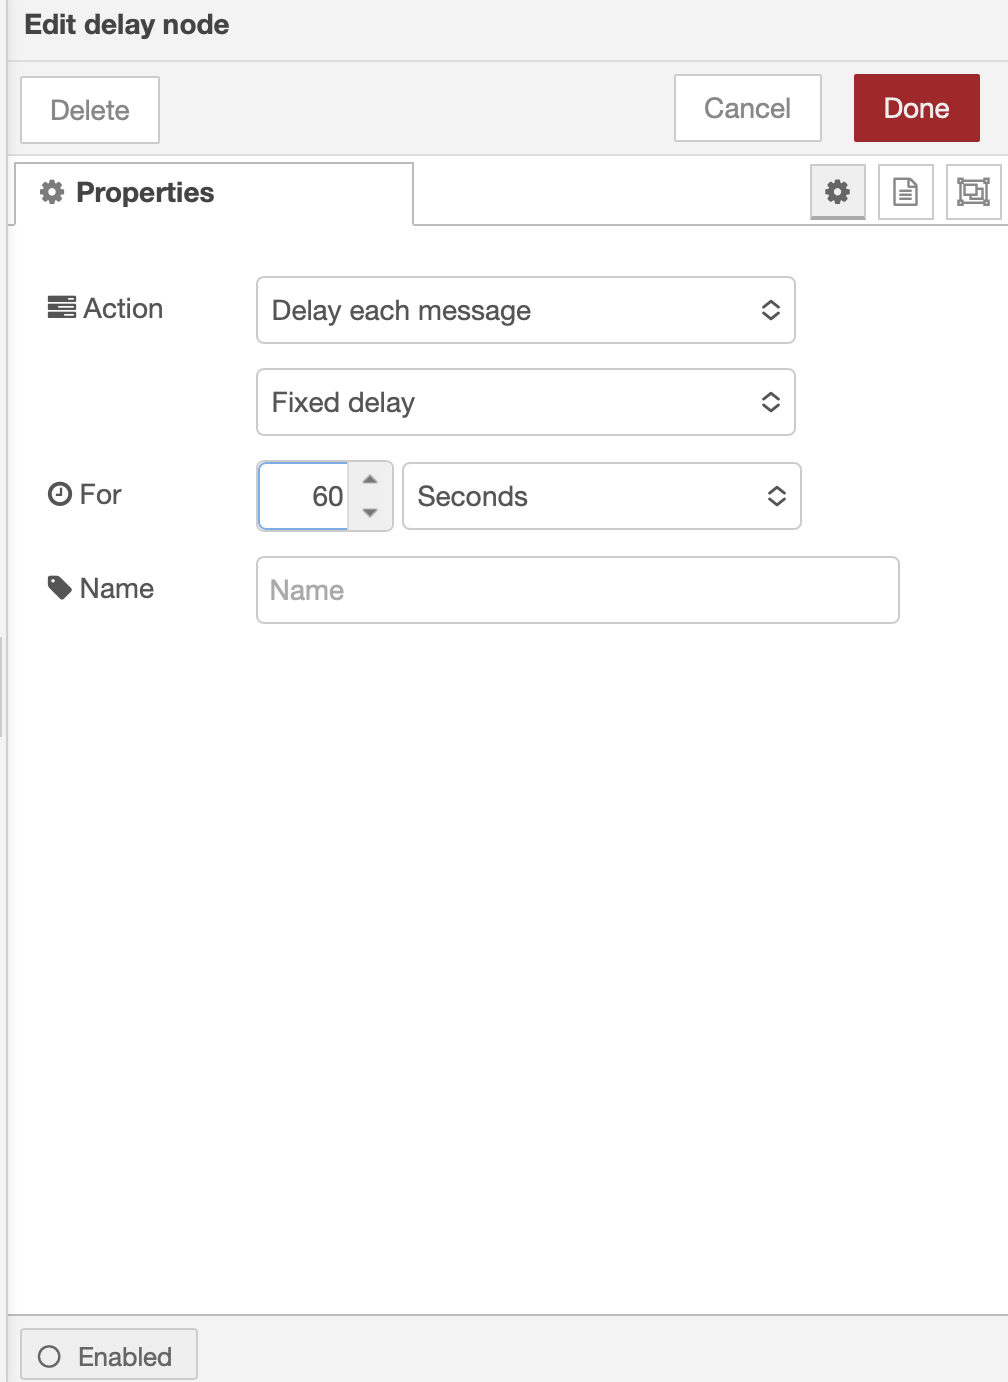 Edit delay node
Delete Cancel Done
Properties
Action Delay each message
Fixed delay
For 60 Seconds
Name Name
Enabled